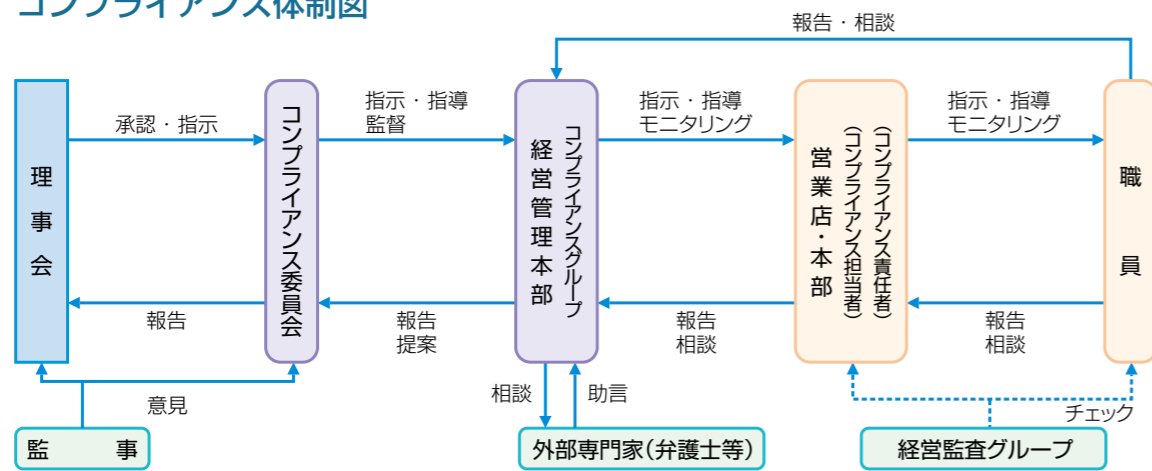 コンプライアンス体制図
報告・相談
承認・指示
指示・指導
監督
指示・指導
モニタリング
指示・指導
モニタリング
理事会
コンプライアンス委員会
経営管理本部
コンプライアンスグループ
営業店・本部
(コンプライアンス責任者)
(コンプライアンス担当者)
職員
報告
報告
提案
報告
相談
報告
相談
意見
相談
助言
チェック
監事
外部専門家(弁護士等)
経営監査グループ